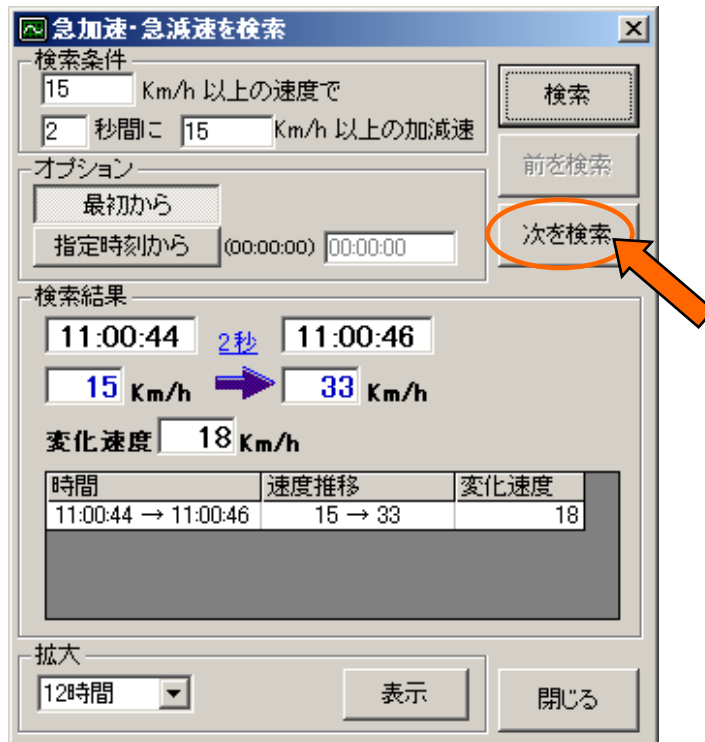 急加速・急減速を検索
検索条件
15 Km/h 以上の速度で
2 秒間に 15 Km/h 以上の加減速
検索
前を検索
オプション
最初から
指定時刻から (00:00:00) 00:00:00
次を検索
検索結果
11:00:44 2秒 11:00:46
15 Km/h 33 Km/h
変化速度 18 Km/h
時間 速度推移 変化速度
11:00:44 → 11:00:46 15 → 33 18
拡大
12時間 表示
閉じる